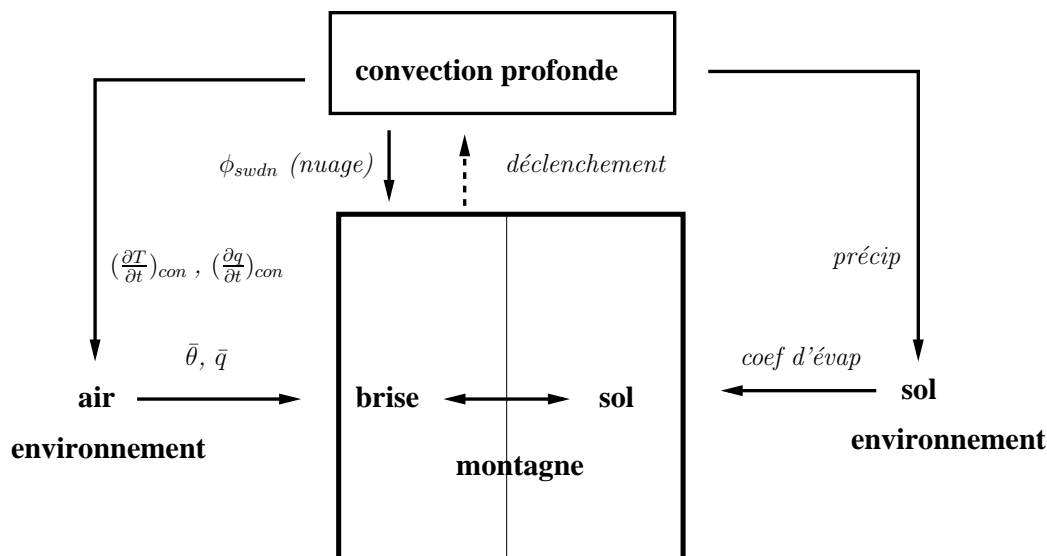 convection profonde
ϕ_swdn (nuage)
déclenchement
(∂T/∂t)_con , (∂q/∂t)_con
précip
θ̄, q̄
coef d'évap
air
brise
sol
sol
environnement
environnement
montagne